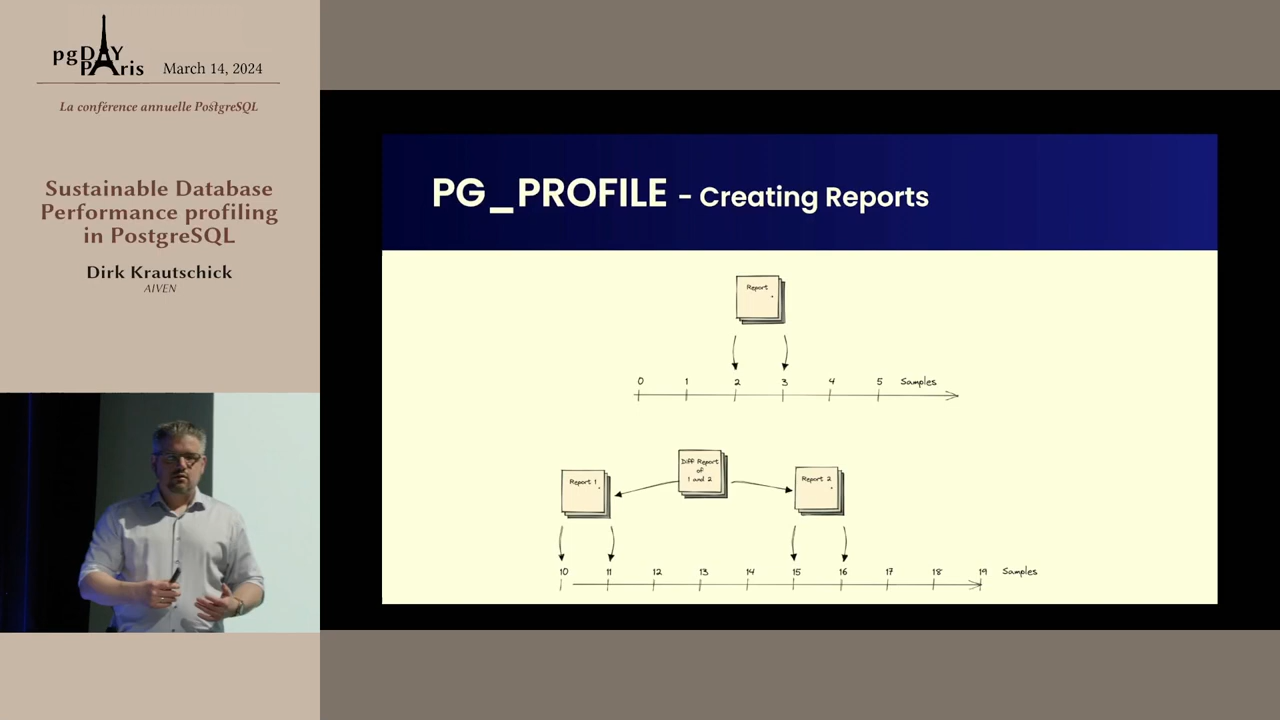 pgDAY
PAris
March 14, 2024
La conférence annuelle PostgreSQL
Sustainable Database
Performance profiling
in PostgreSQL
Dirk Krautschick
AIVEN
PG_PROFILE - Creating Reports
Report
0 1 2 3 4 5 Samples
Report 1
Diff Report
of
1 and 2
Report 2
10 11 12 13 14 15 16 17 18 19 Samples